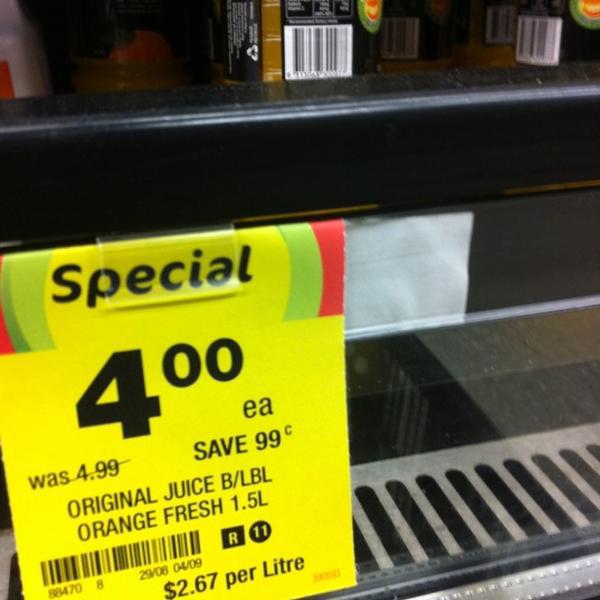 Special
4.00
ea
SAVE 99c
was 4.99
ORIGINAL JUICE B/LBL
ORANGE FRESH 1.5L
R 11
88470 8
29/08 04/09
$2.67 per Litre